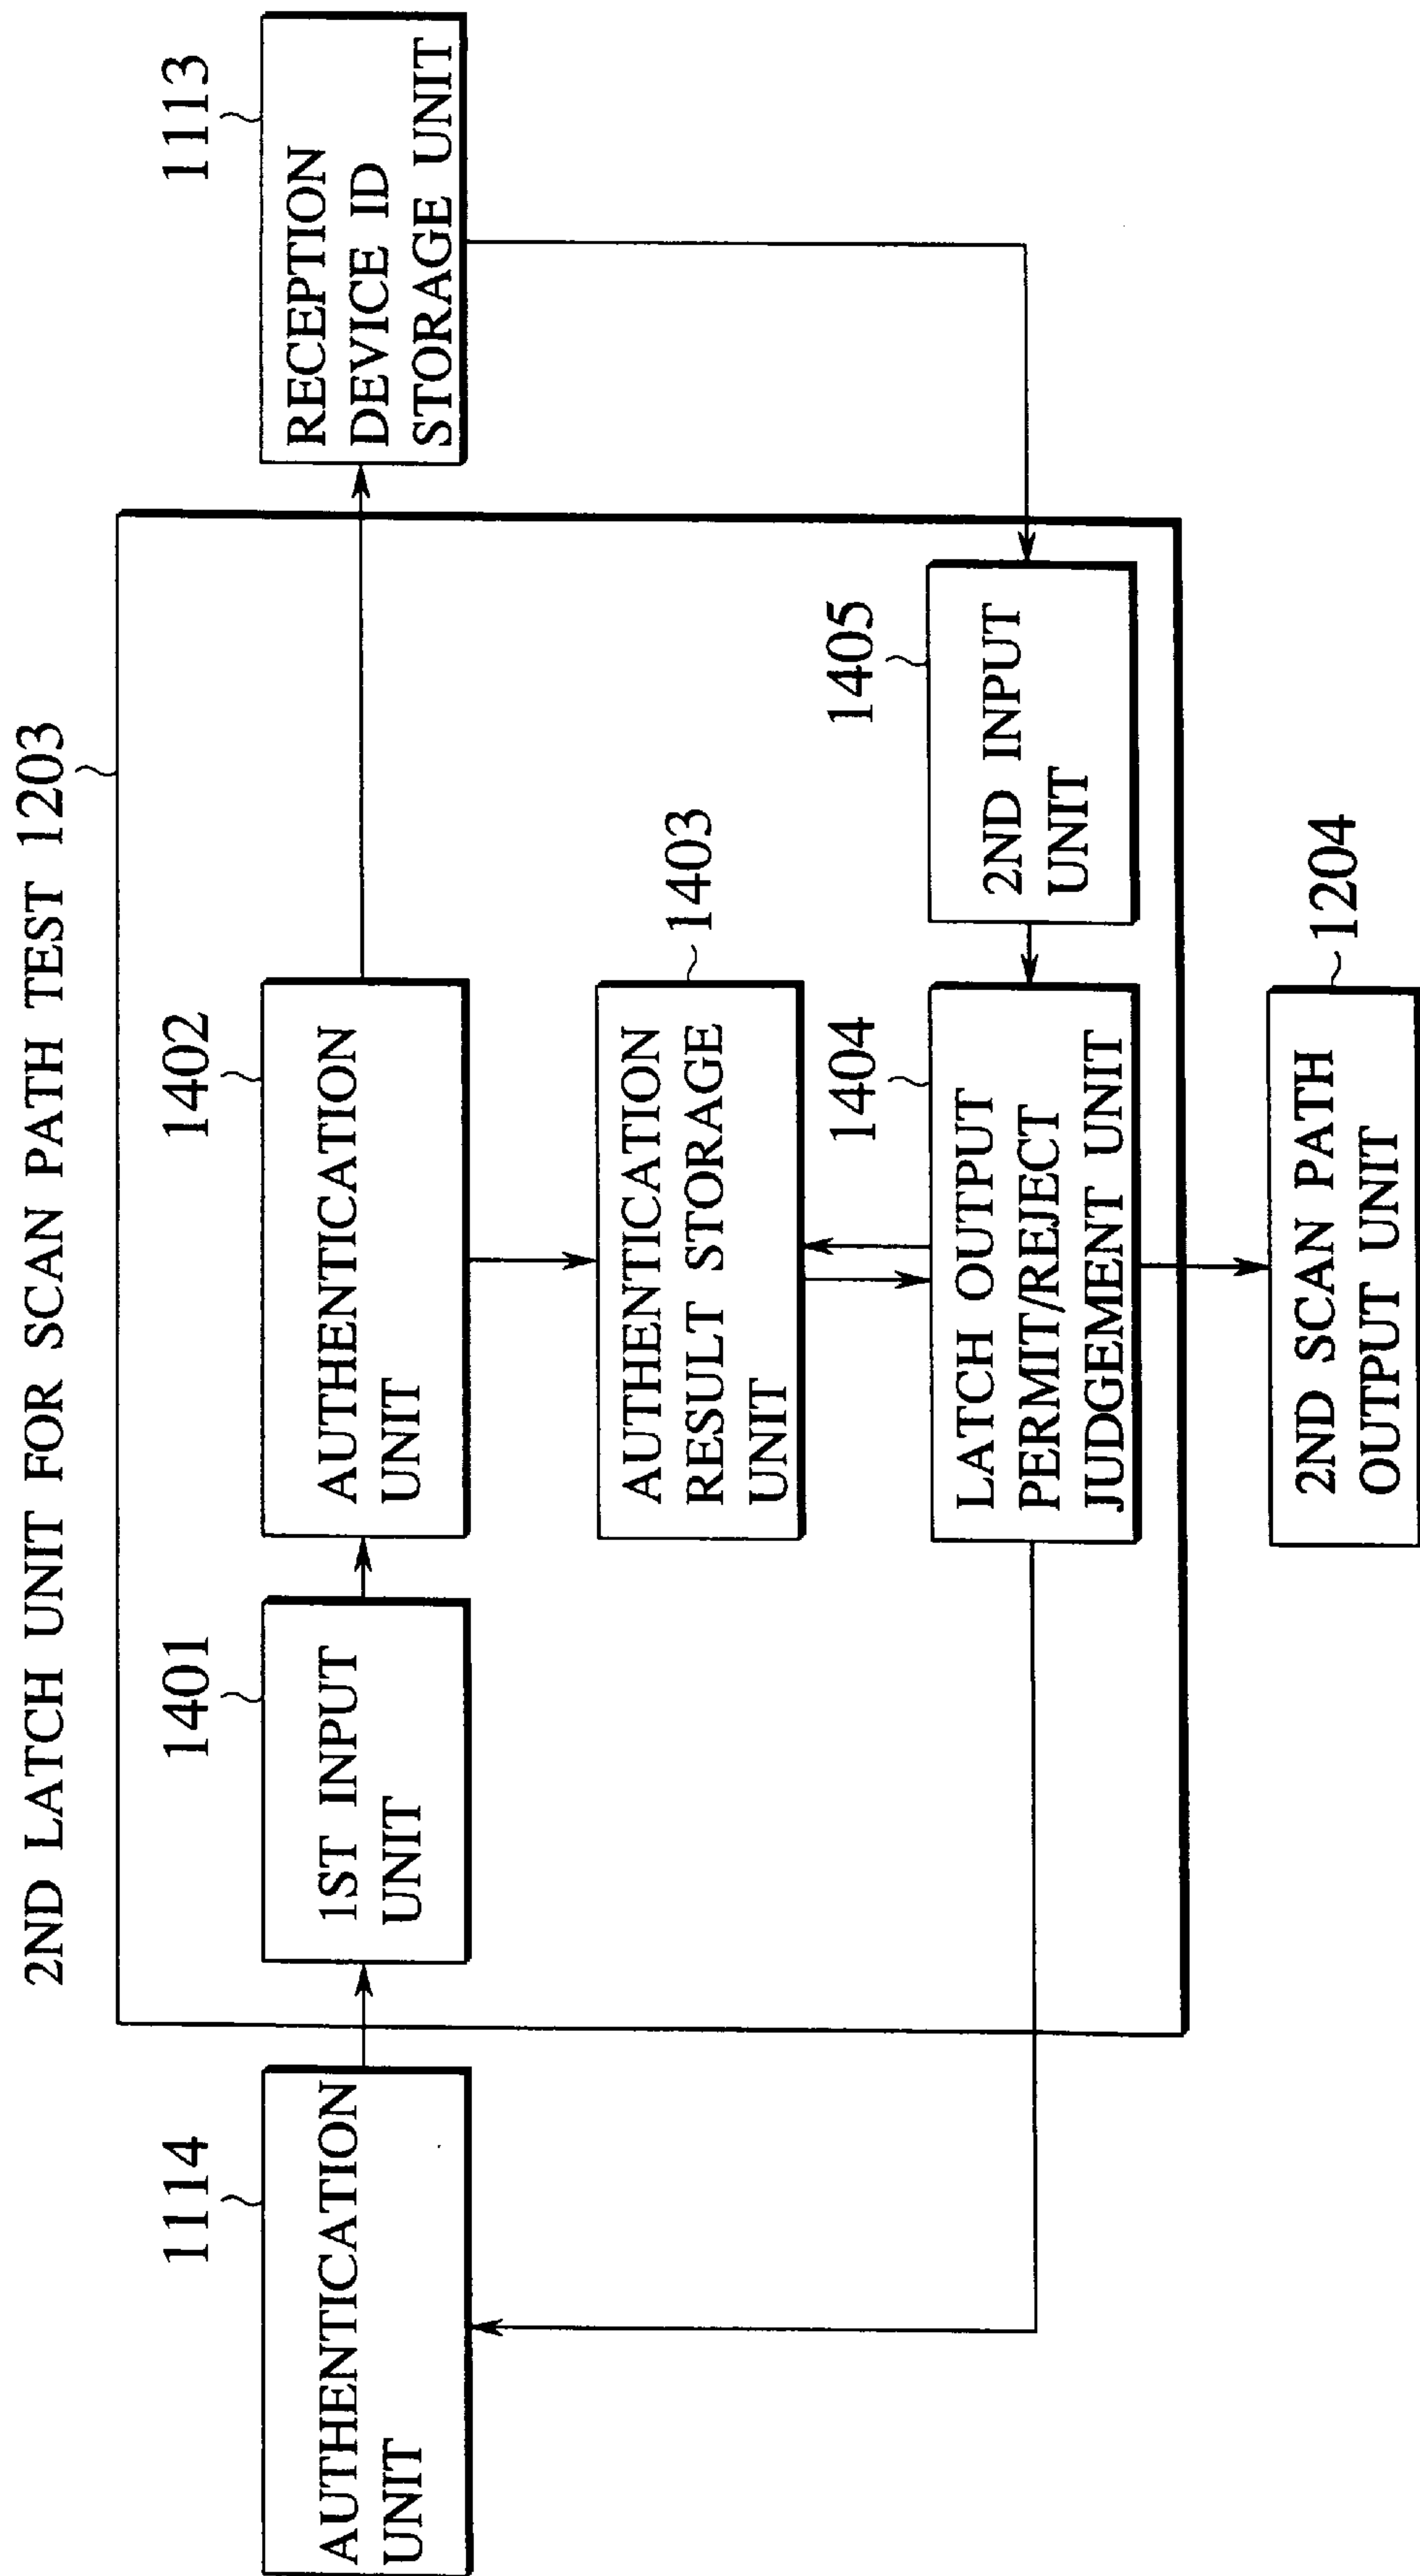 2ND LATCH UNIT FOR SCAN PATH TEST 1203
1114
AUTHENTICATION
UNIT
1401
1ST INPUT
UNIT
1402
AUTHENTICATION
UNIT
1113
RECEPTION
DEVICE ID
STORAGE UNIT
1403
AUTHENTICATION
RESULT STORAGE
UNIT
1404
LATCH OUTPUT
PERMIT/REJECT
JUDGEMENT UNIT
1405
2ND INPUT
UNIT
1204
2ND SCAN PATH
OUTPUT UNIT